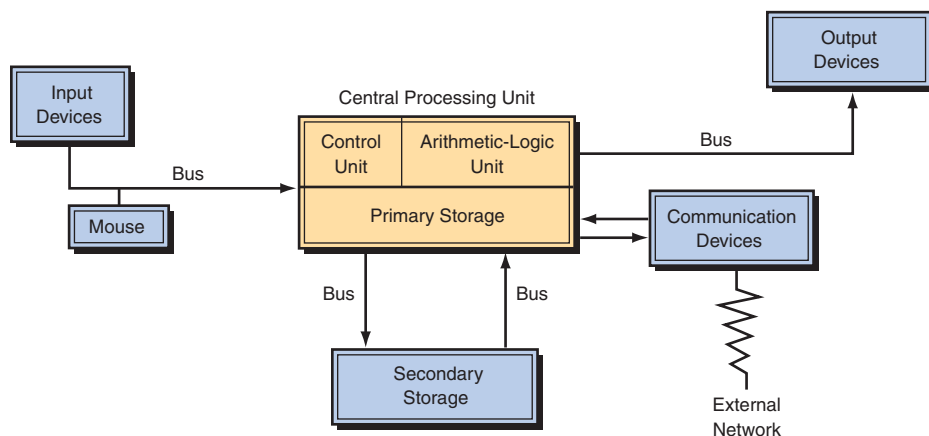 Output
Devices
Input
Devices
Central Processing Unit
Control
Unit
Arithmetic-Logic
Unit
Bus
Bus
Primary Storage
Mouse
Communication
Devices
Bus
Bus
Secondary
Storage
External
Network